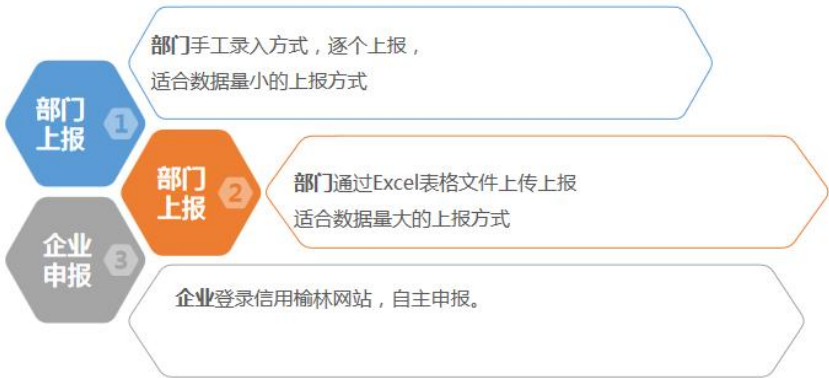 部门手工录入方式，逐个上报，
适合数据量小的上报方式
部门
上报
1
部门
上报
2
部门通过Excel表格文件上传上报
适合数据量大的上报方式
企业
申报
3
企业登录信用榆林网站，自主申报。